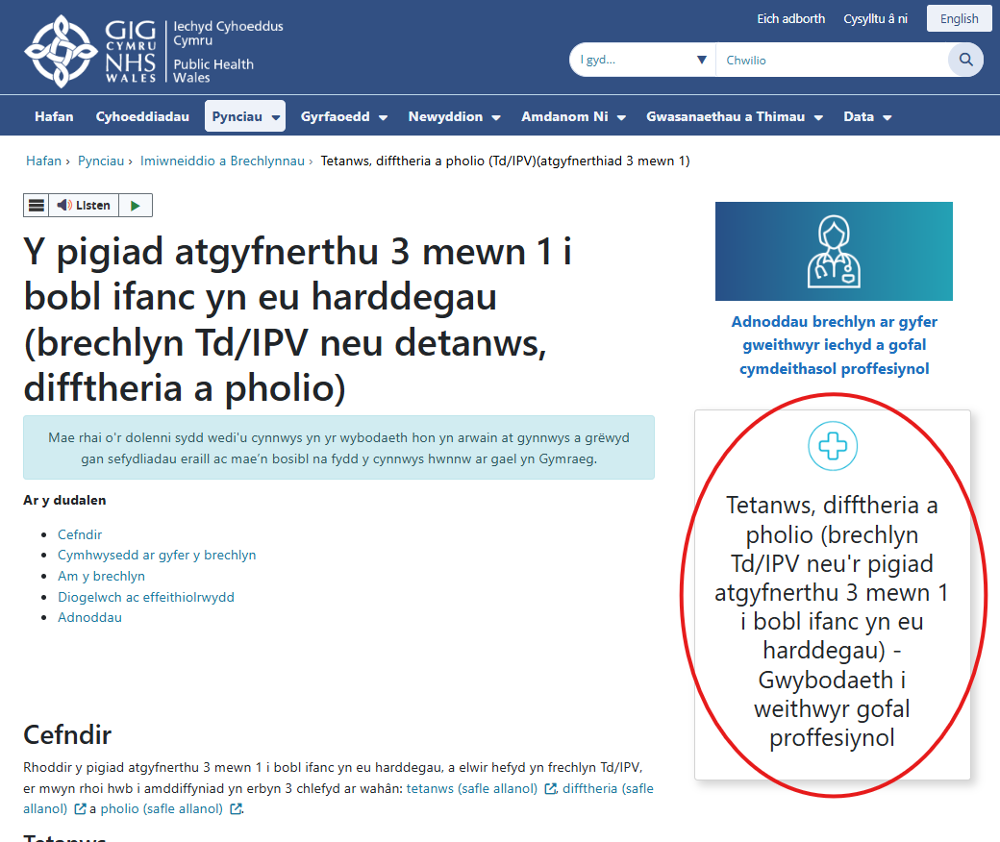 GIG
CYMRU
NHS
WALES
Iechyd Cyhoeddus
Cymru
Public Health
Wales
Eich adborth
Cysylltu â ni
English
I gyd...
Chwilio
Hafan
Cyhoeddiadau
Pynciau
Gyrfaoedd
Newyddion
Amdanom Ni
Gwasanaethau a Thimau
Data
Hafan › Pynciau › Imiwneiddio a Brechlynnau › Tetanws, difftheria a pholio (Td/IPV)(atgyfnerthiad 3 mewn 1)
Listen
Y pigiad atgyfnerthu 3 mewn 1 i
bobl ifanc yn eu harddegau
(brechlyn Td/IPV neu detanws,
difftheria a pholio)
Mae rhai o'r dolenni sydd wedi'u cynnwys yn yr wybodaeth hon yn arwain at gynnwys a grëwyd
gan sefydliadau eraill ac mae’n bosibl na fydd y cynnwys hwnnw ar gael yn Gymraeg.
Ar y dudalen
Cefndir
Cymhwysedd ar gyfer y brechlyn
Am y brechlyn
Diogelwch ac effeithiolrwydd
Adnoddau
Cefndir
Rhoddir y pigiad atgyfnerthu 3 mewn 1 i bobl ifanc yn eu harddegau, a elwir hefyd yn frechlyn Td/IPV,
er mwyn rhoi hwb i amddiffyniad yn erbyn 3 chlefyd ar wahân: tetanws (safle allanol) , difftheria (safle
allanol) a pholio (safle allanol) .
Tetanws
Adnoddau brechlyn ar gyfer
gweithwyr iechyd a gofal
cymdeithasol proffesiynol
Tetanws, difftheria a
pholio (brechlyn
Td/IPV neu'r pigiad
atgyfnerthu 3 mewn 1
i bobl ifanc yn eu
harddegau) -
Gwybodaeth i
weithwyr gofal
proffesiynol